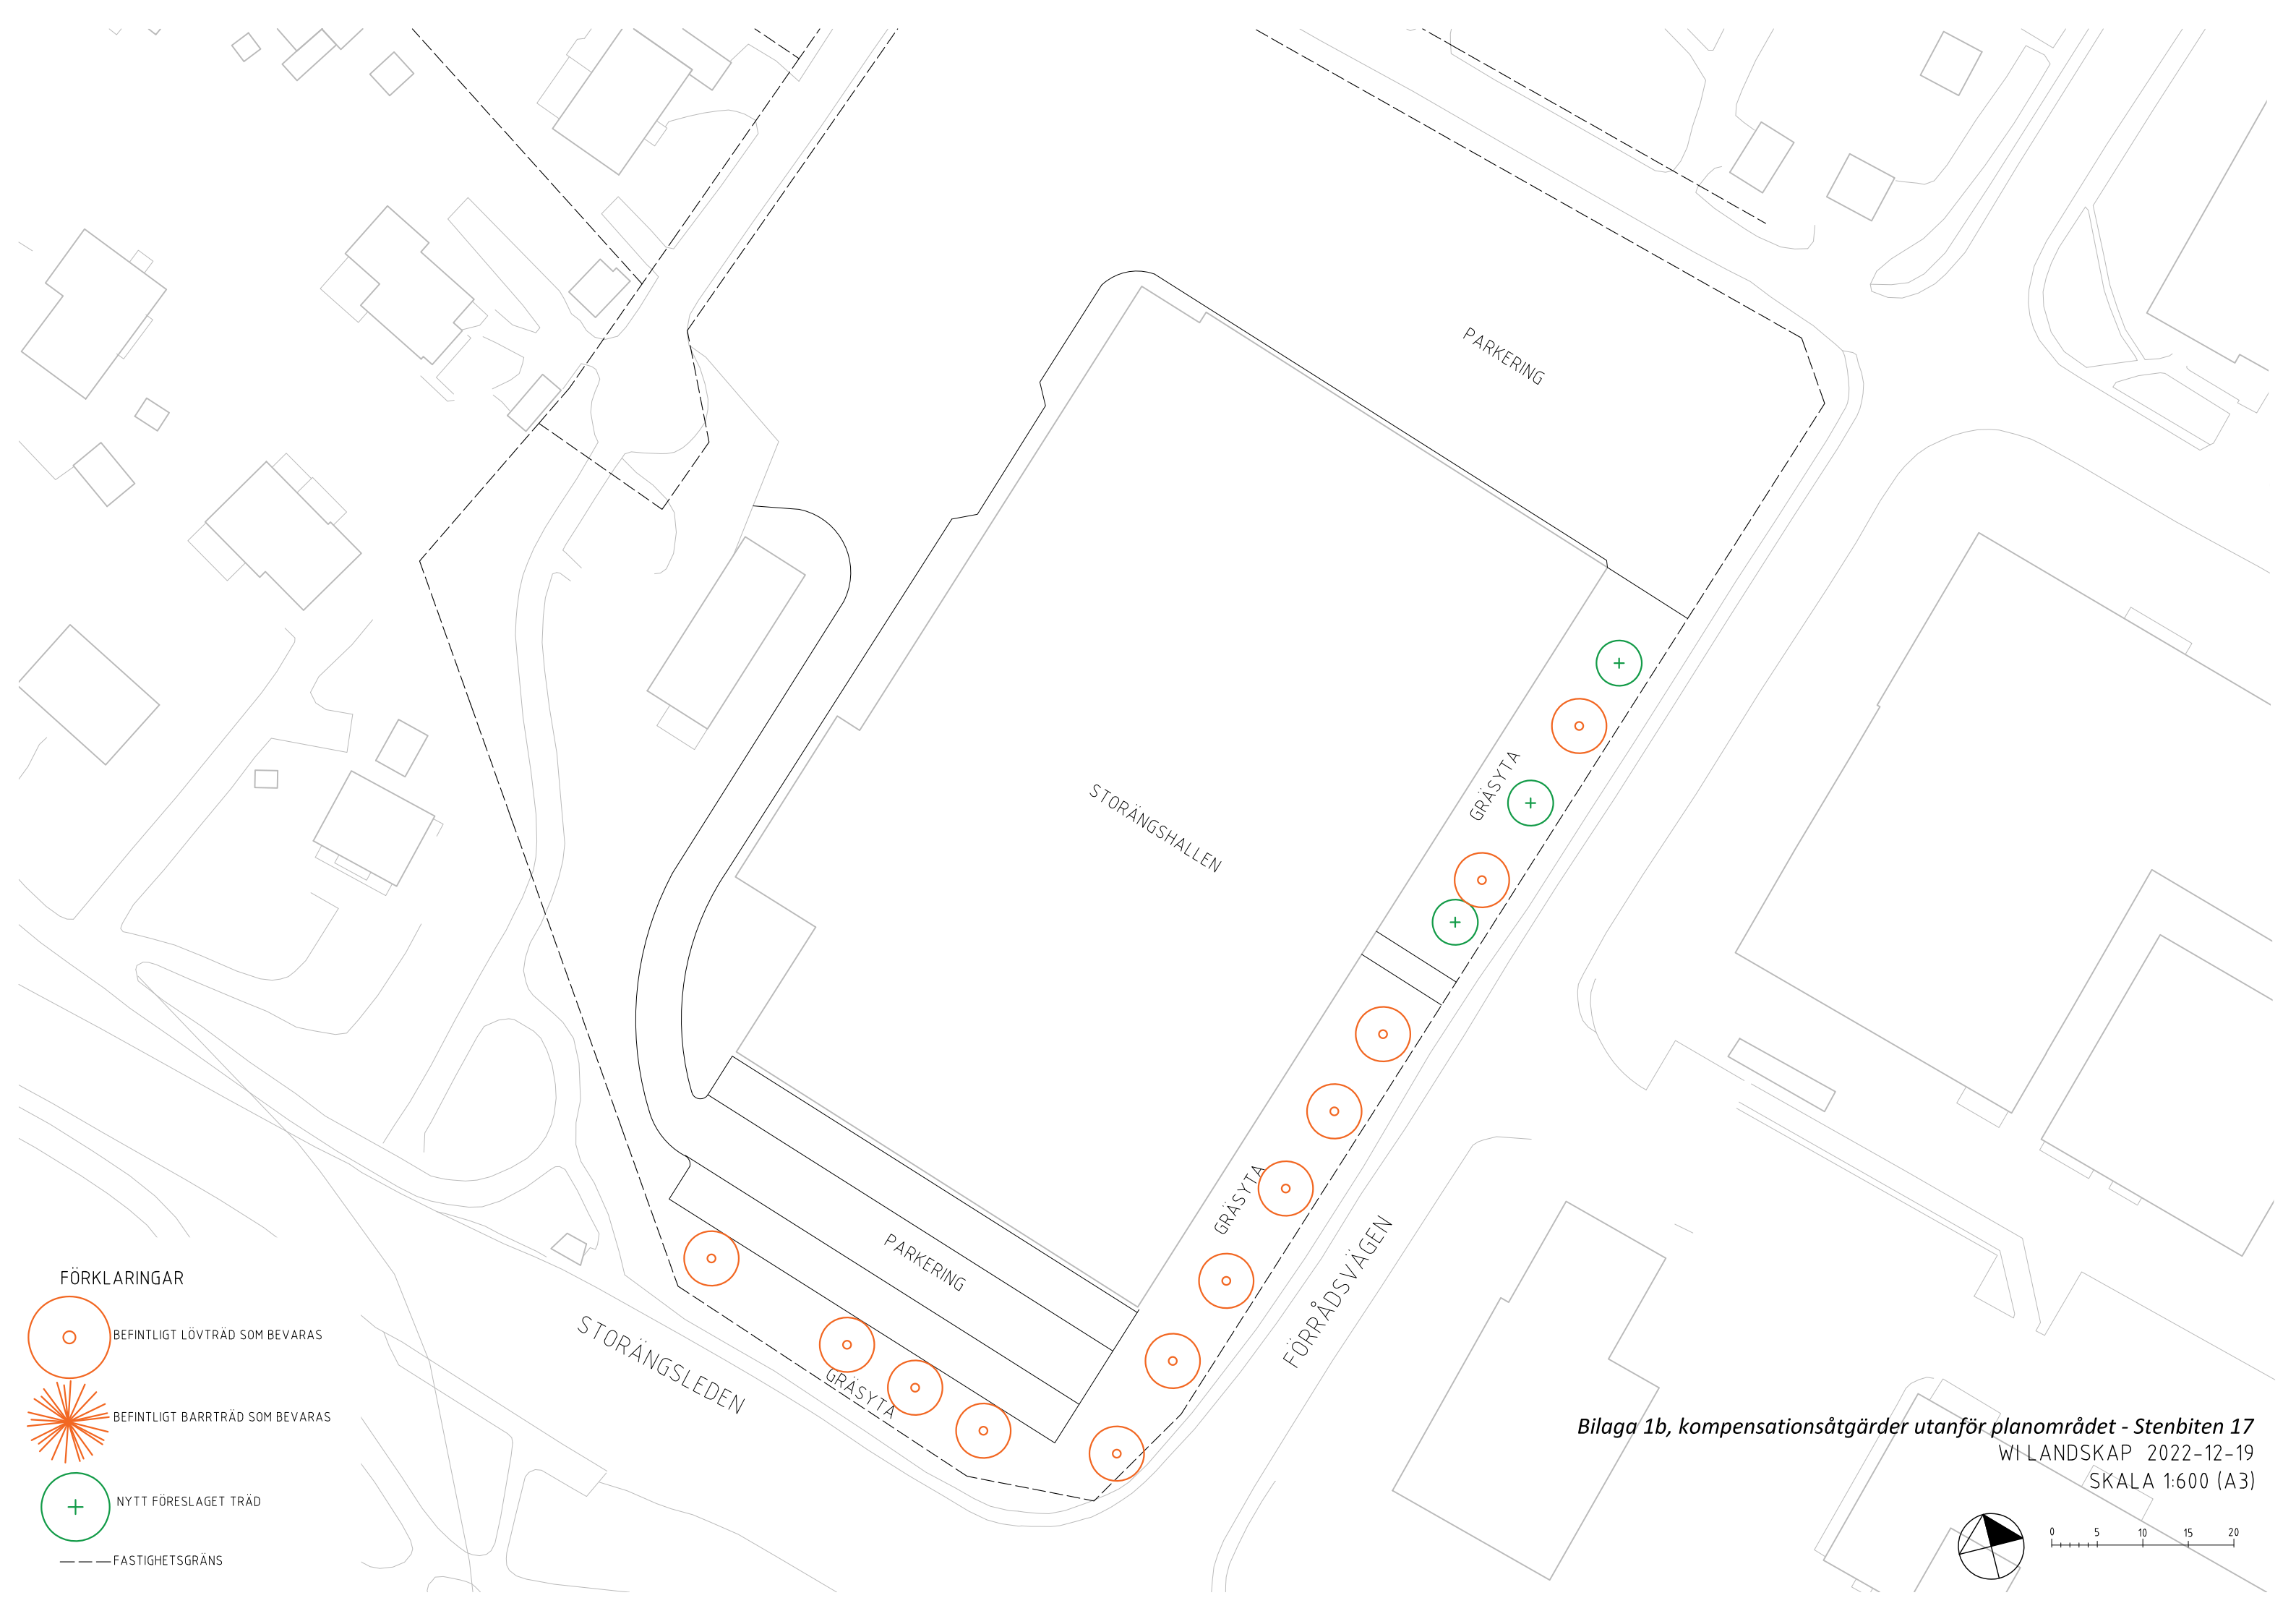 PARKERING
GRÄSYTA
STORÄNGSHALLEN
GRÄSYTA
FÖRRÅDSVÄGEN
PARKERING
GRÄSYTA
STORÄNGSLEDEN
FÖRKLARINGAR
BEFINTLIGT LÖVTRÄD SOM BEVARAS
BEFINTLIGT BARRTRÄD SOM BEVARAS
NYTT FÖRESLAGET TRÄD
FASTIGHETSGRÄNS
Bilaga 1b, kompensationsåtgärder utanför planområdet - Stenbiten 17
WI LANDSKAP 2022-12-19
SKALA 1:600 (A3)
0 5 10 15 20